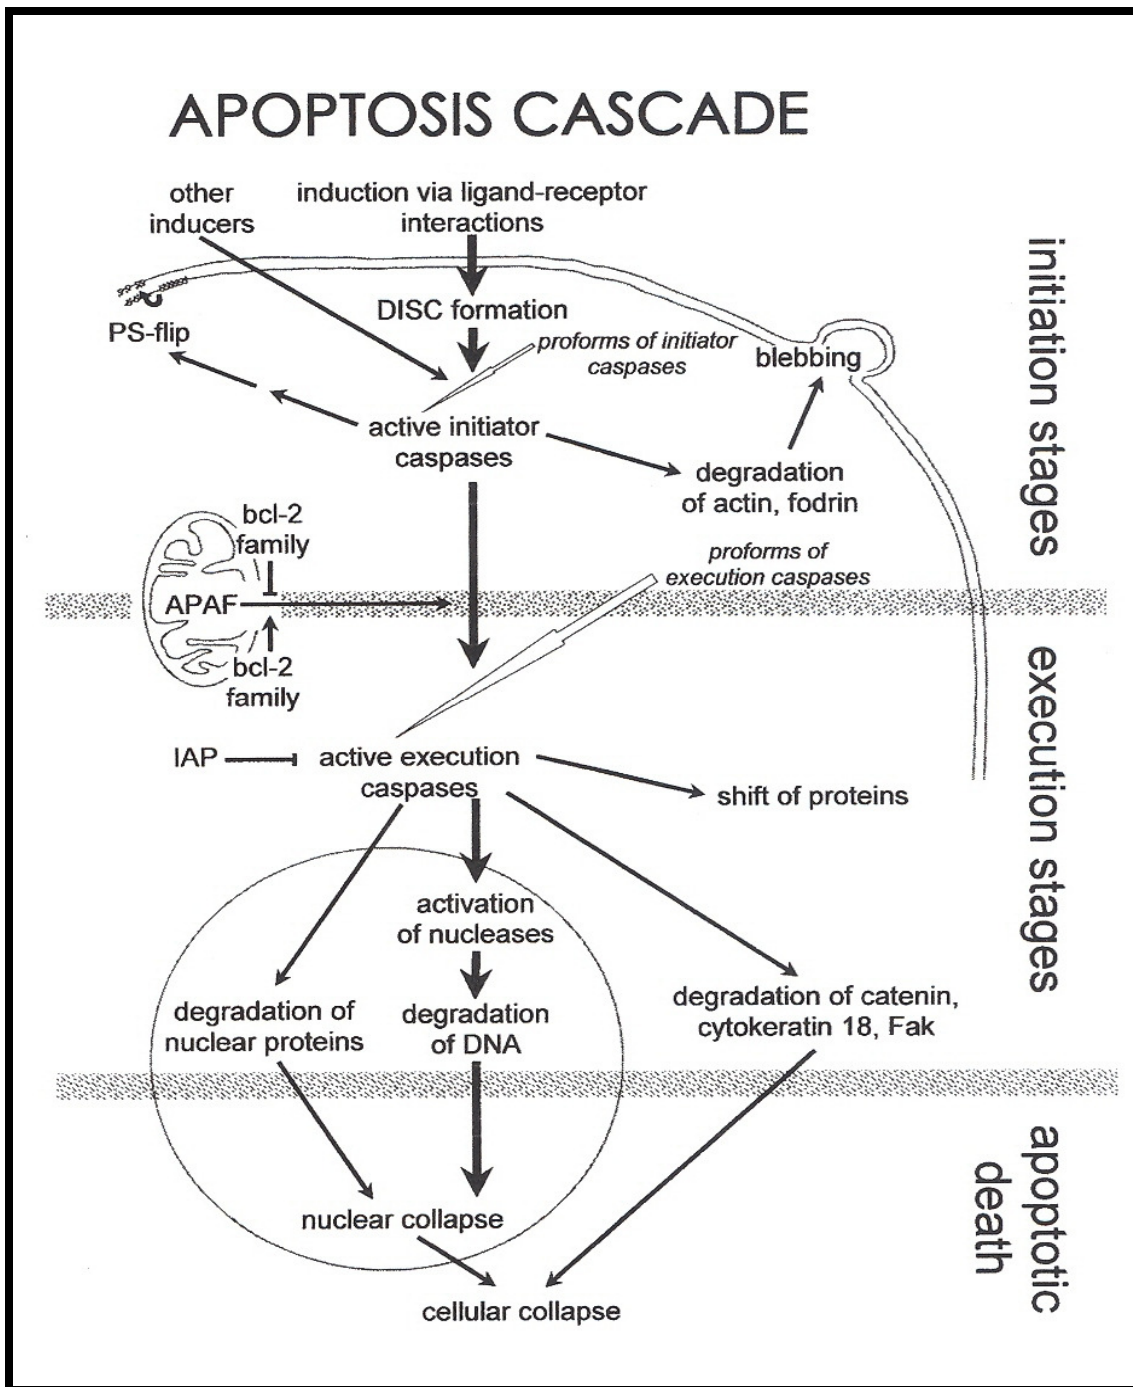 APOPTOSIS CASCADE
other
inducers
induction via ligand-receptor
interactions
DISC formation
PS-flip
proforms of initiator
caspases
blebbing
active initiator
caspases
degradation
of actin, fodrin
initiation stages
bcl-2
family
proforms of
execution caspases
APAF
bcl-2
family
IAP
active execution
caspases
shift of proteins
execution stages
activation
of nucleases
degradation of
nuclear proteins
degradation
of DNA
degradation of catenin,
cytokeratin 18, Fak
nuclear collapse
cellular collapse
apoptotic
death